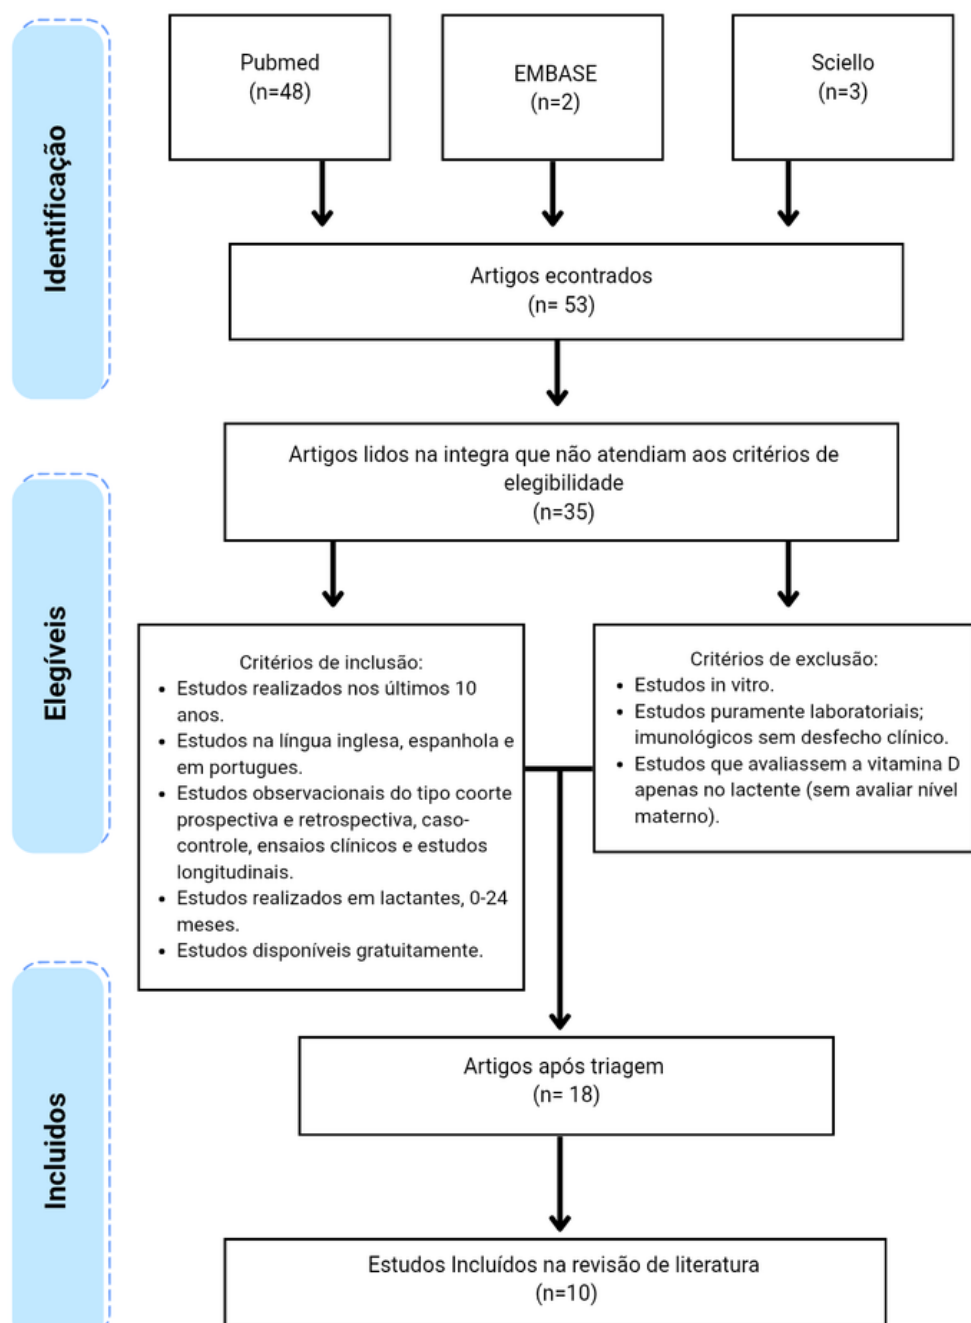 Identificação
Pubmed
(n=48)
EMBASE
(n=2)
Sciello
(n=3)
Artigos econtrados
(n= 53)
Elegíveis
Artigos lidos na integra que não atendiam aos critérios de
elegibilidade
(n=35)
Critérios de inclusão:
• Estudos realizados nos últimos 10
anos.
• Estudos na língua inglesa, espanhola e
em portugues.
• Estudos observacionais do tipo coorte
prospectiva e retrospectiva, caso-
controle, ensaios clínicos e estudos
longitudinais.
• Estudos realizados em lactantes, 0-24
meses.
• Estudos disponíveis gratuitamente.
Critérios de exclusão:
• Estudos in vitro.
• Estudos puramente laboratoriais;
imunológicos sem desfecho clínico.
• Estudos que avaliassem a vitamina D
apenas no lactente (sem avaliar nível
materno).
Incluidos
Artigos após triagem
(n= 18)
Estudos Incluídos na revisão de literatura
(n=10)